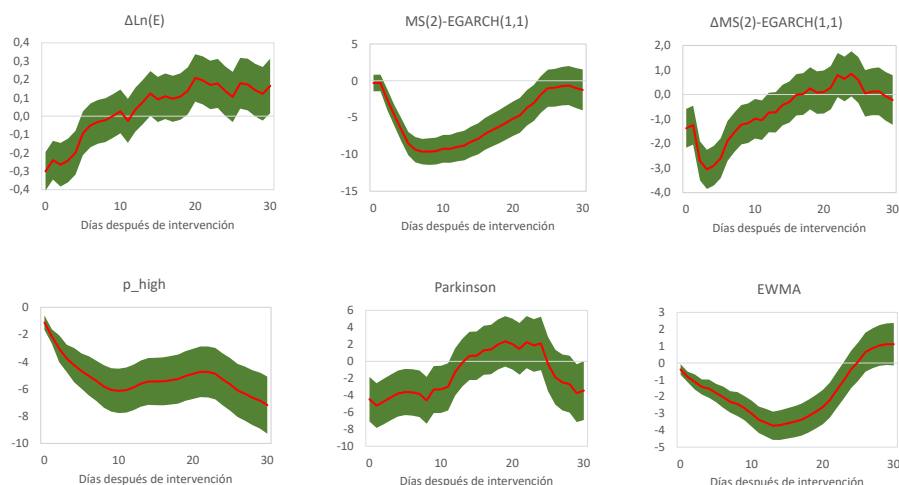 ΔLn(E)
0,4
0,3
0,2
0,1
0,0
-0,1
-0,2
-0,3
-0,4
0 10 20 30
Días después de intervención
MS(2)-EGARCH(1,1)
5
0
-5
-10
-15
0 10 20 30
Días después de intervención
ΔMS(2)-EGARCH(1,1)
2,0
1,0
0,0
-1,0
-2,0
-3,0
-4,0
0 10 20 30
Días después de intervención
p_high
0
-2
-4
-6
-8
-10
0 10 20 30
Días después de intervención
Parkinson
6
4
2
0
-2
-4
-6
-8
-10
0 10 20 30
Días después de intervención
EWMA
3
2
1
0
-1
-2
-3
-4
-5
0 10 20 30
Días después de intervención